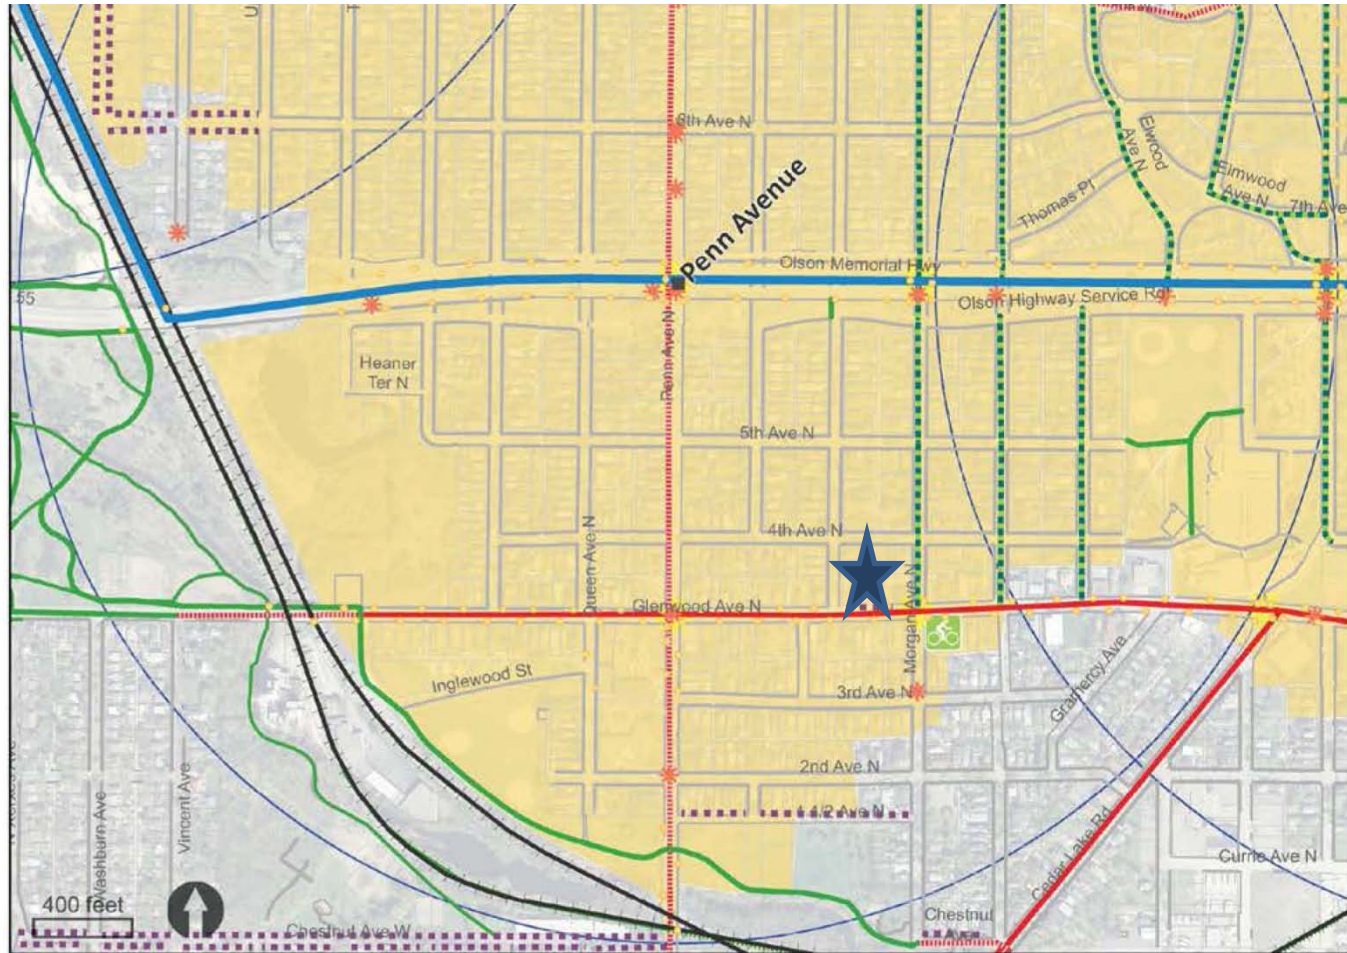 6th Ave N
Elwood
Ave N
Elmwood
Ave N
7th Ave
Thomas Pl
Penn Avenue
Olson Memorial Hwy
Olson Highway Service Rd
55
Penn Ave N
Heaner
Ter N
5th Ave N
4th Ave N
Queen Ave N
Glenwood Ave N
Morgan Ave N
Inglewood St
3rd Ave N
Gramercy Ave
2nd Ave N
1 1/2 Ave N
Vincent Ave
Washburn Ave
Cedar Lake Rd
Currie Ave N
400 feet
Chestnut Ave W
Chestnut
Ave